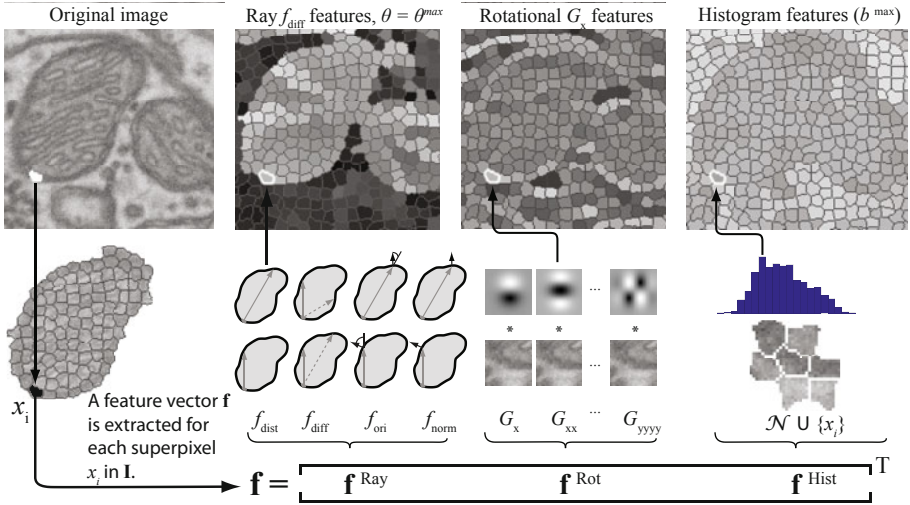 Original image
Ray f_diff features, θ = θ^max
Rotational G_x features
Histogram features (b^max)
γ
x_i
A feature vector f
is extracted for
each superpixel
x_i in I.
* * *
... ...
f_dist f_diff f_ori f_norm
G_x G_xx ... G_yyyy
𝒩 ∪ {x_i}
f = [ f^Ray f^Rot f^Hist ]^T